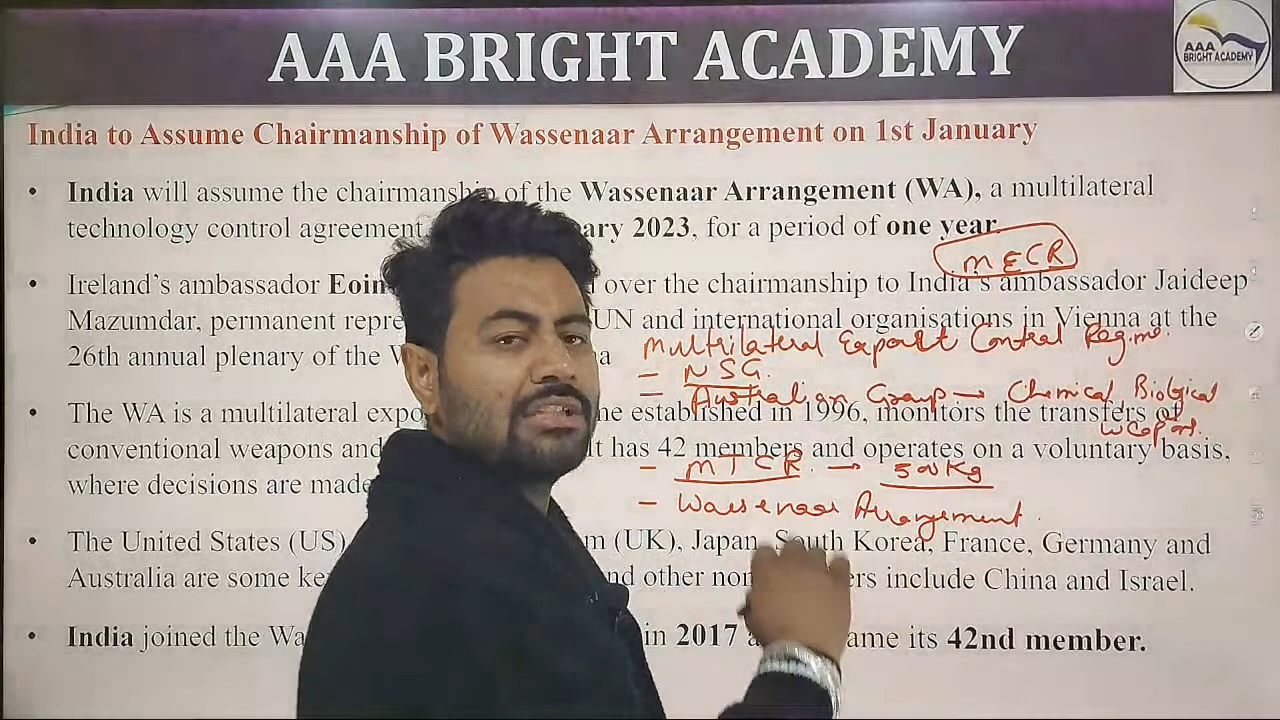 AAA BRIGHT ACADEMY
AAA
BRIGHT ACADEMY
India to Assume Chairmanship of Wassenaar Arrangement on 1st January
• India will assume the chairmanship of the Wassenaar Arrangement (WA), a multilateral
technology control agreement ary 2023, for a period of one year.
MECR
• Ireland's ambassador Eoin over the chairmanship to India's ambassador Jaideep
Mazumdar, permanent repre UN and international organisations in Vienna at the
Multilateral Export Control Regime
26th annual plenary of the W a
- NSG.
- Australian Group → Chemical, Biological
weapons.
• The WA is a multilateral expo ne established in 1996, monitors the transfers of
conventional weapons and t has 42 members and operates on a voluntary basis,
- MTCR → 500Kg
where decisions are made
- Wassenaar Arrangement.
• The United States (US) m (UK), Japan, South Korea, France, Germany and
Australia are some ke nd other non ers include China and Israel.
• India joined the Wa in 2017 a ame its 42nd member.